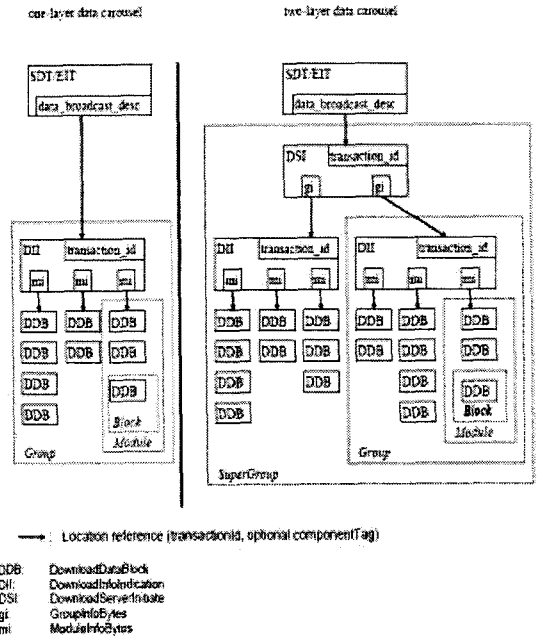 one-layer data carousel
two-layer data carousel
SDT/EIT
data_broadcast_desc
DII transaction_id
mi mi mi
DDB DDB DDB
DDB DDB DDB
DDB DDB
DDB
Block
Module
Group
SDT/EIT
data_broadcast_desc
DSI transaction_id
gi gi
DII transaction_id
mi mi mi
DDB DDB DDB
DDB DDB DDB
DDB DDB
DDB
DII transaction_id
mi mi mi
DDB DDB DDB
DDB DDB DDB
DDB DDB
DDB
Block
Module
Group
SuperGroup
: Location reference (transactionId, optional componentTag)
DDB: DownloadDataBlock
DII: DownloadInfoIndication
DSI: DownloadServerInitiate
gi: GroupInfoBytes
mi ModuleInfoBytes